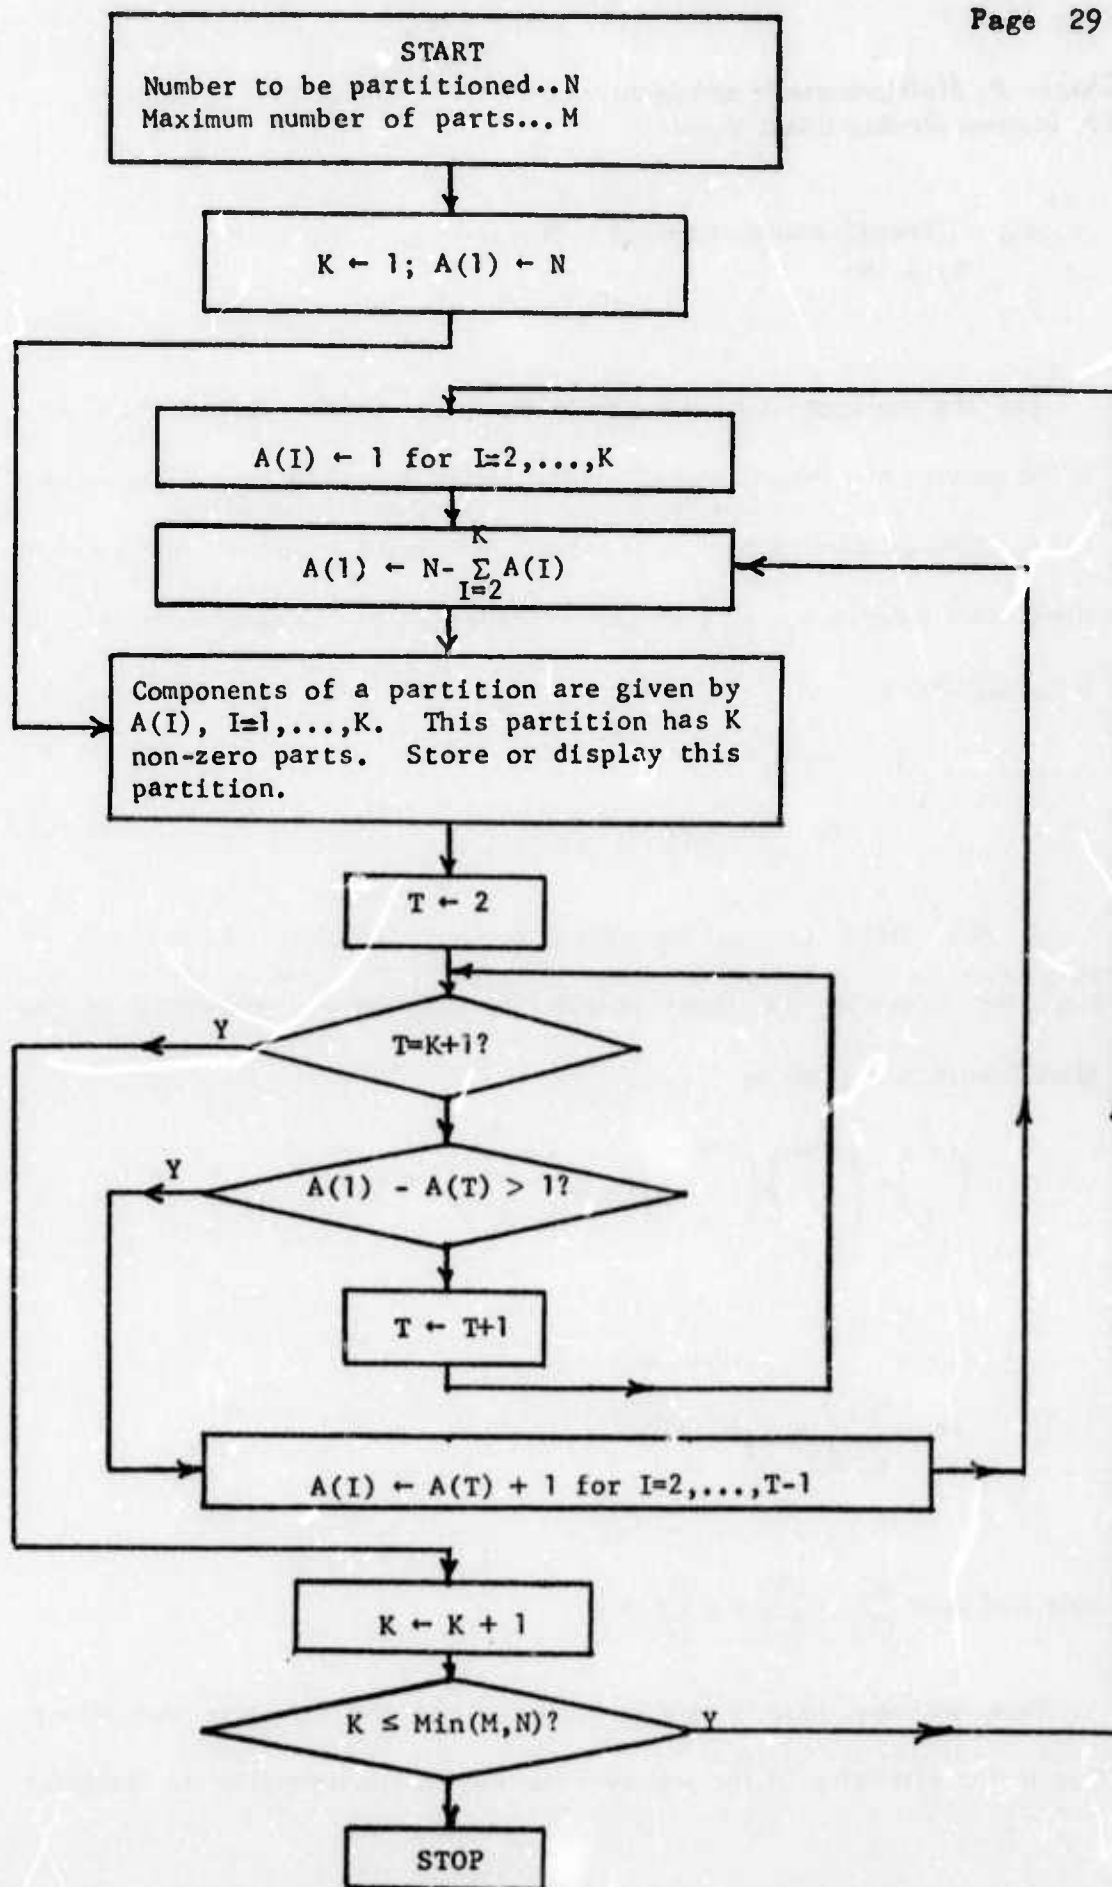 Page 29
START
Number to be partitioned..N
Maximum number of parts...M
K ← 1; A(1) ← N
A(I) ← 1 for I=2,...,K
A(1) ← N- K Σ I=2 A(I)
Components of a partition are given by
A(I), I=1,...,K. This partition has K
non-zero parts. Store or display this
partition.
T ← 2
Y
T=K+1?
Y
A(1) - A(T) > 1?
T ← T+1
A(I) ← A(T) + 1 for I=2,...,T-1
K ← K + 1
K ≤ Min(M,N)?
Y
STOP